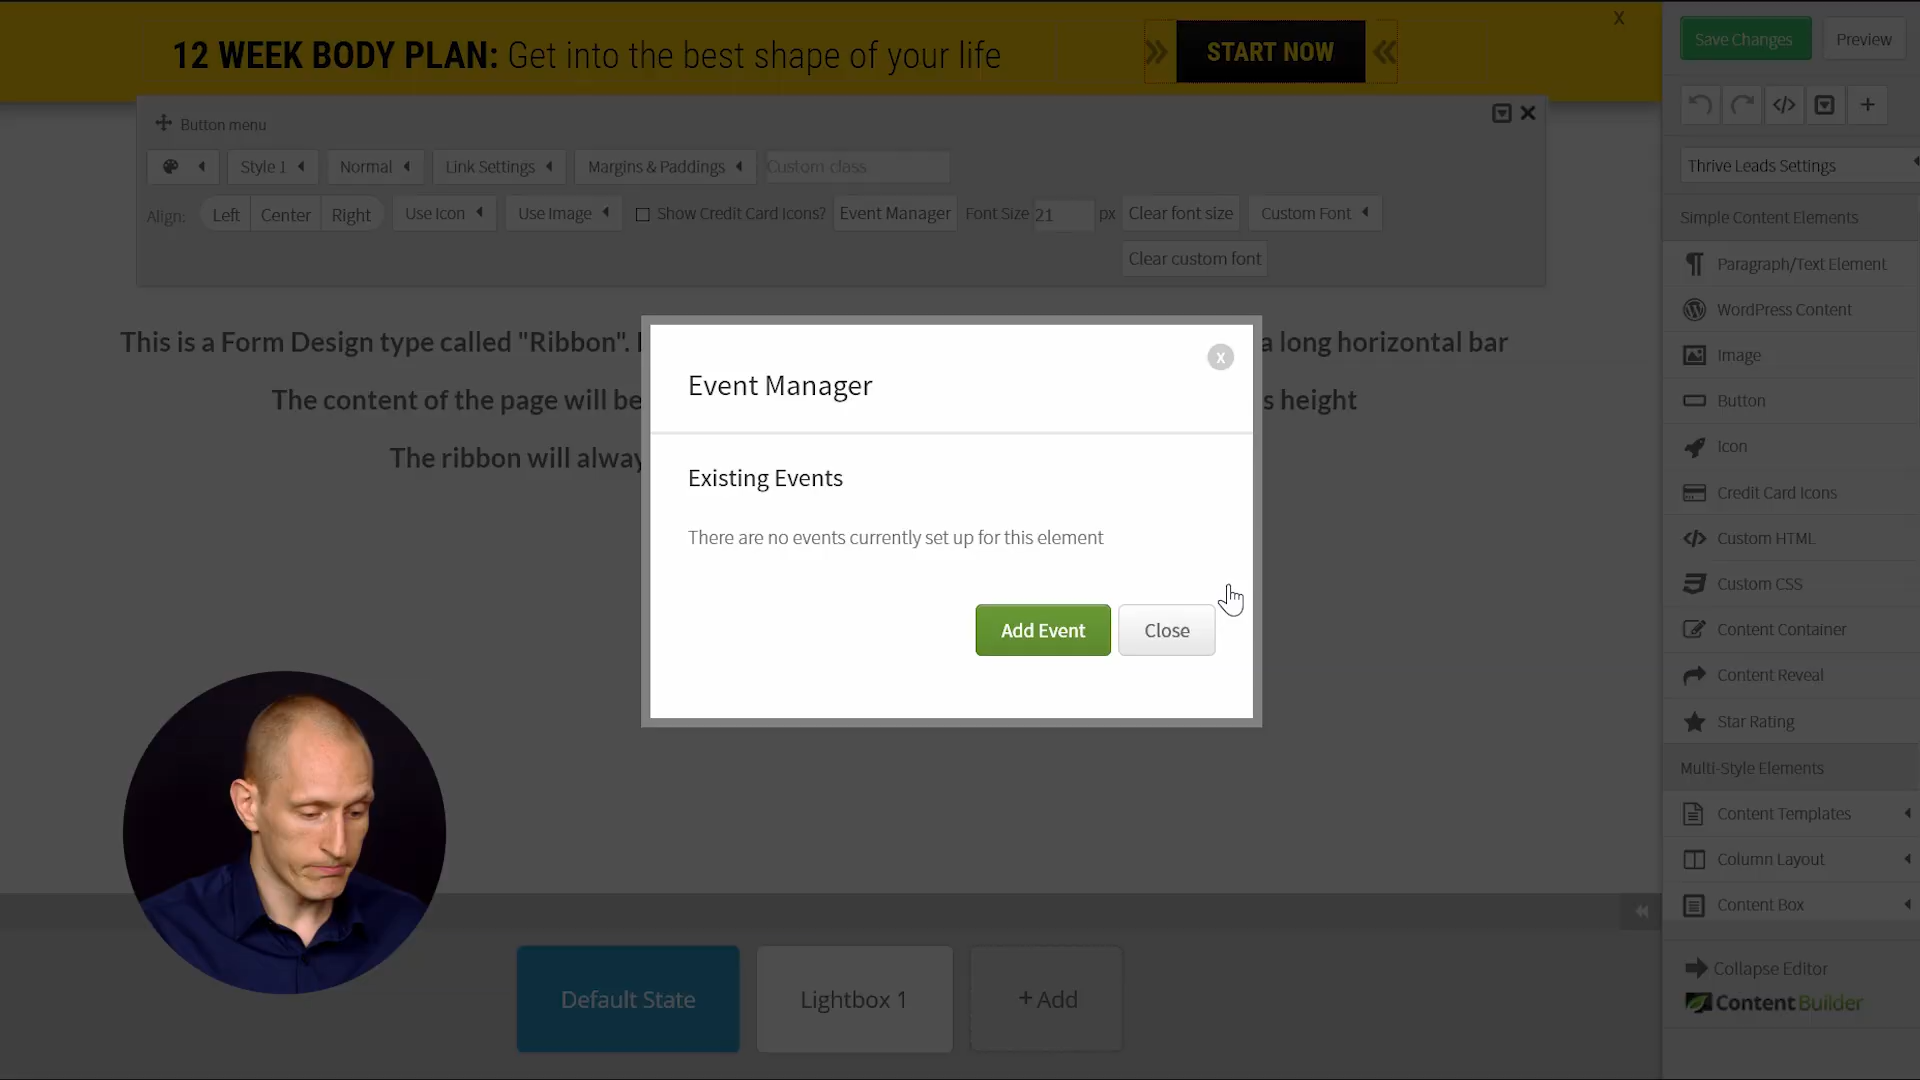 12 WEEK BODY PLAN: Get into the best shape of your life
START NOW
X
Save Changes
Preview
Button menu
Style 1
Normal
Link Settings
Margins & Paddings
Custom class
Align:
Left
Center
Right
Use Icon
Use Image
Show Credit Card Icons?
Event Manager
Font Size
21
px
Clear font size
Custom Font
Clear custom font
Thrive Leads Settings
Simple Content Elements
Paragraph/Text Element
WordPress Content
Image
Button
Icon
Credit Card Icons
Custom HTML
Custom CSS
Content Container
Content Reveal
Star Rating
Multi-Style Elements
Content Templates
Column Layout
Content Box
Collapse Editor
Content Builder
This is a Form Design type called "Ribbon". a long horizontal bar
The content of the page will be s height
The ribbon will alway
Event Manager
x
Existing Events
There are no events currently set up for this element
Add Event
Close
Default State
Lightbox 1
+ Add